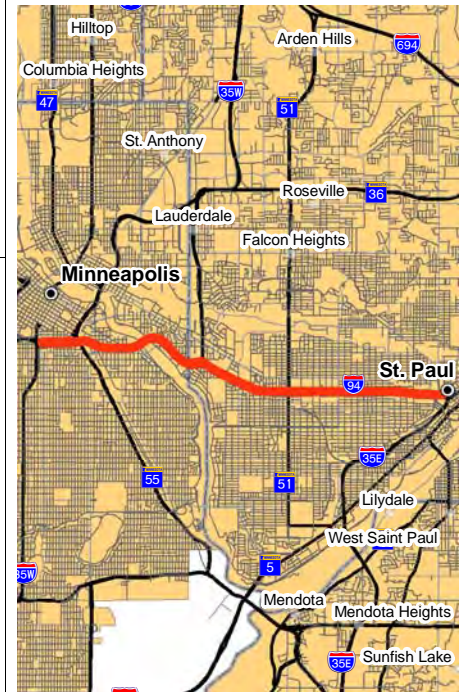 Hilltop
Arden Hills
694
Columbia Heights
35W
47
51
St. Anthony
Roseville
36
Lauderdale
Falcon Heights
Minneapolis
St. Paul
94
35E
55
51
Lilydale
West Saint Paul
5
35W
Mendota
Mendota Heights
35E
Sunfish Lake